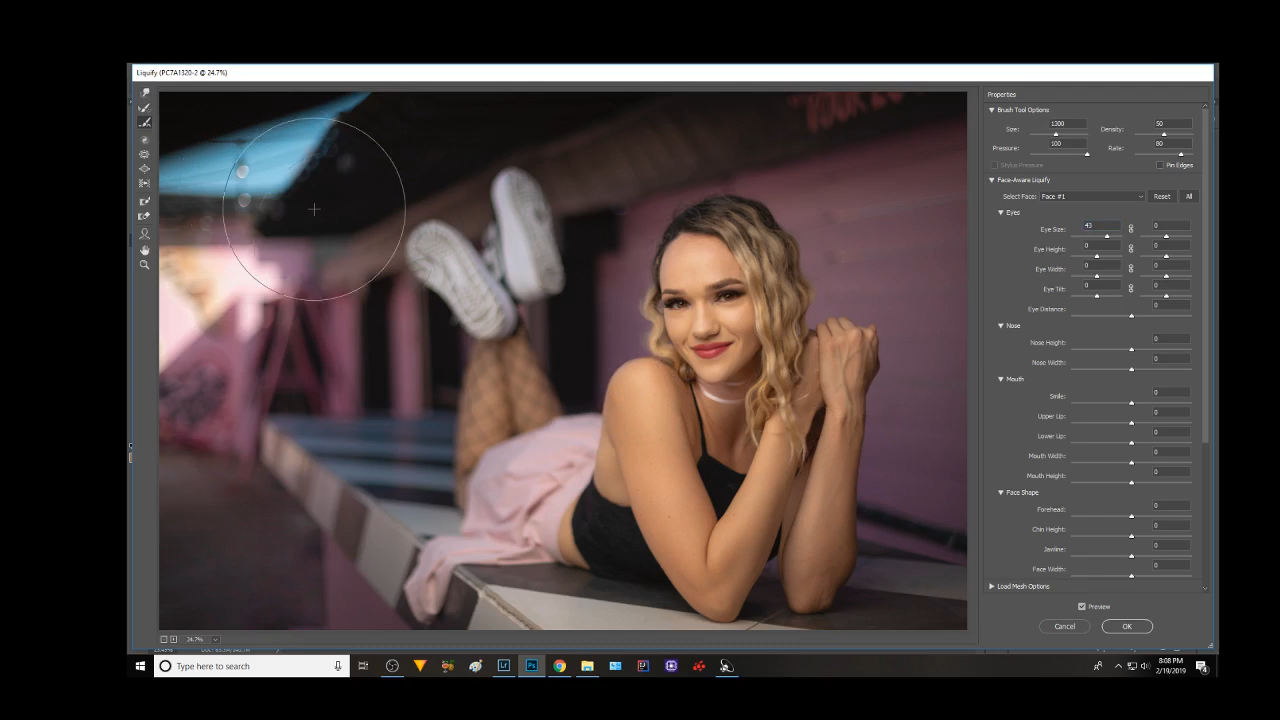 Liquify (PC7A1320-2 @ 24.7%)
Properties
Brush Tool Options
Size: 1300 Density: 50
Pressure: 100 Rate: 80
Stylus Pressure Pin Edges
Face-Aware Liquify
Select Face: Face #1 Reset All
Eyes
Eye Size: 43 0
Eye Height: 0 0
Eye Width: 0 0
Eye Tilt: 0 0
Eye Distance: 0
Nose
Nose Height: 0
Nose Width: 0
Mouth
Smile: 0
Upper Lip: 0
Lower Lip: 0
Mouth Width: 0
Mouth Height: 0
Face Shape
Forehead: 0
Chin Height: 0
Jawline: 0
Face Width: 0
Load Mesh Options
Preview
Cancel OK
24.7%
Type here to search
Lr
Ps
8:08 PM
2/19/2019
4